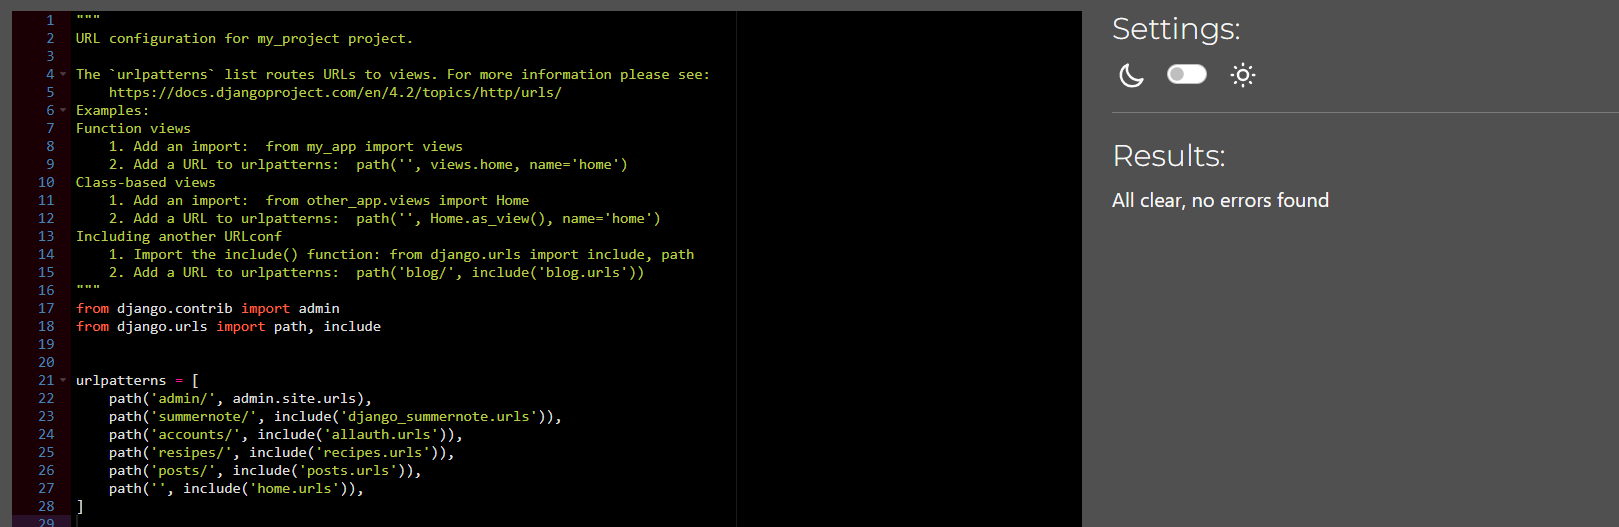 1 """
2 URL configuration for my_project project.
3
4 The `urlpatterns` list routes URLs to views. For more information please see:
5     https://docs.djangoproject.com/en/4.2/topics/http/urls/
6 Examples:
7 Function views
8     1. Add an import:  from my_app import views
9     2. Add a URL to urlpatterns:  path('', views.home, name='home')
10 Class-based views
11     1. Add an import:  from other_app.views import Home
12     2. Add a URL to urlpatterns:  path('', Home.as_view(), name='home')
13 Including another URLconf
14     1. Import the include() function: from django.urls import include, path
15     2. Add a URL to urlpatterns:  path('blog/', include('blog.urls'))
16 """
17 from django.contrib import admin
18 from django.urls import path, include
19
20
21 urlpatterns = [
22     path('admin/', admin.site.urls),
23     path('summernote/', include('django_summernote.urls')),
24     path('accounts/', include('allauth.urls')),
25     path('resipes/', include('recipes.urls')),
26     path('posts/', include('posts.urls')),
27     path('', include('home.urls')),
28 ]
29
Settings:
Results:
All clear, no errors found